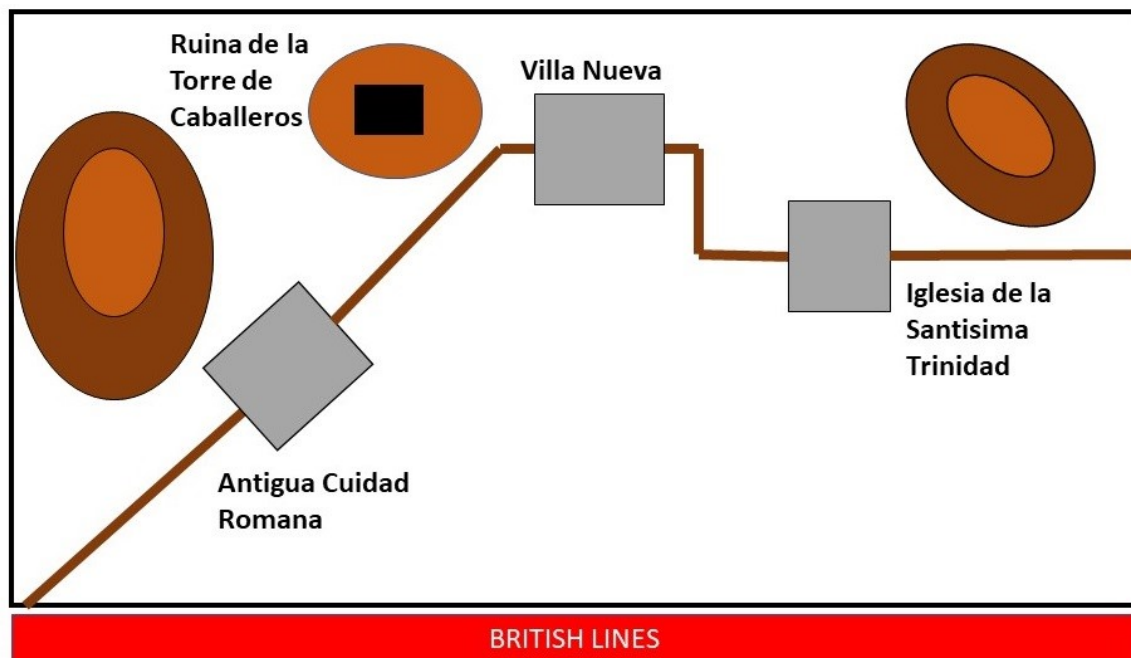 Ruina de la
Torre de
Caballeros
Villa Nueva
Iglesia de la
Santisima
Trinidad
Antigua Cuidad
Romana
BRITISH LINES